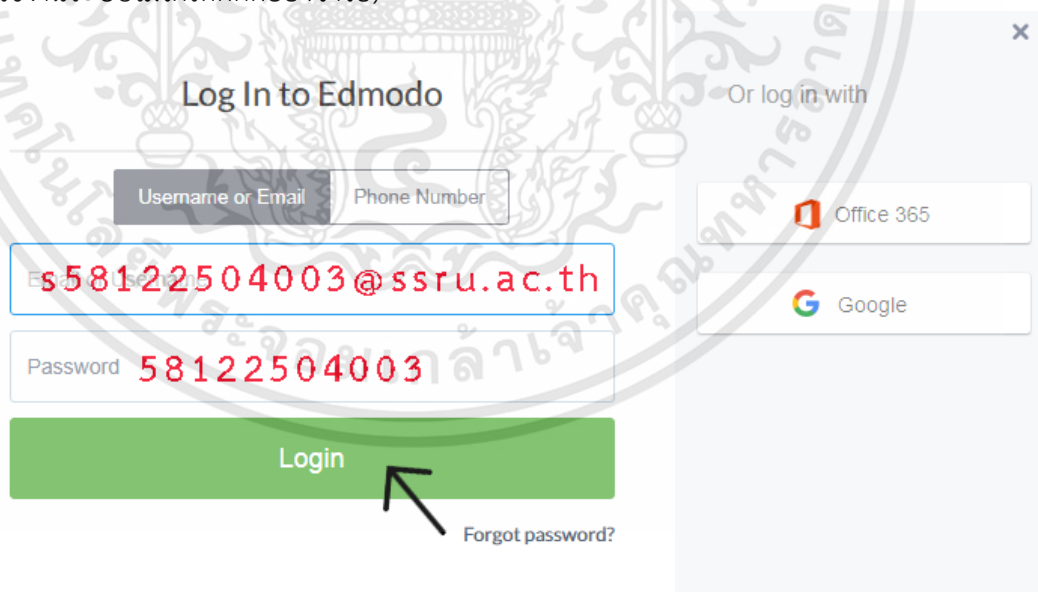 Log In to Edmodo
Or log in with
Username or Email
Phone Number
Office 365
s58122504003@ssru.ac.th
Google
Password 58122504003
Login
Forgot password?